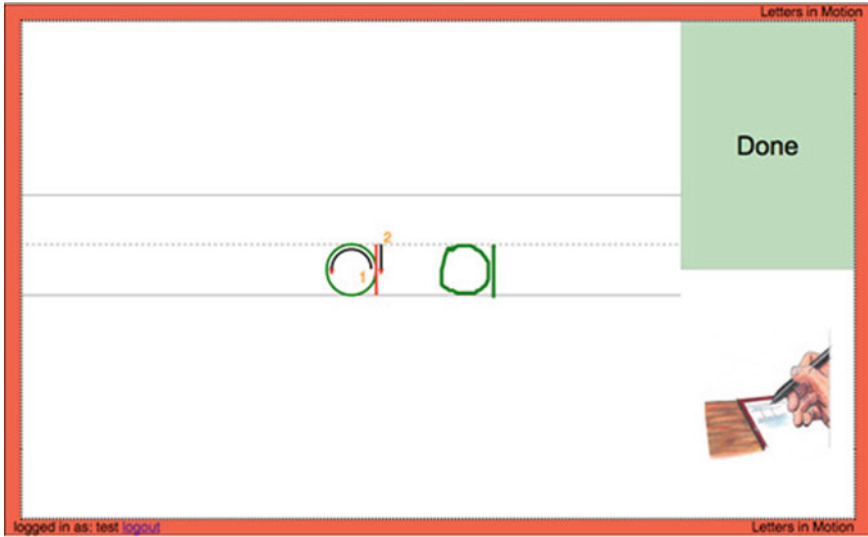 Letters in Motion
Done
2
1
a a
logged in as: test logout
Letters in Motion